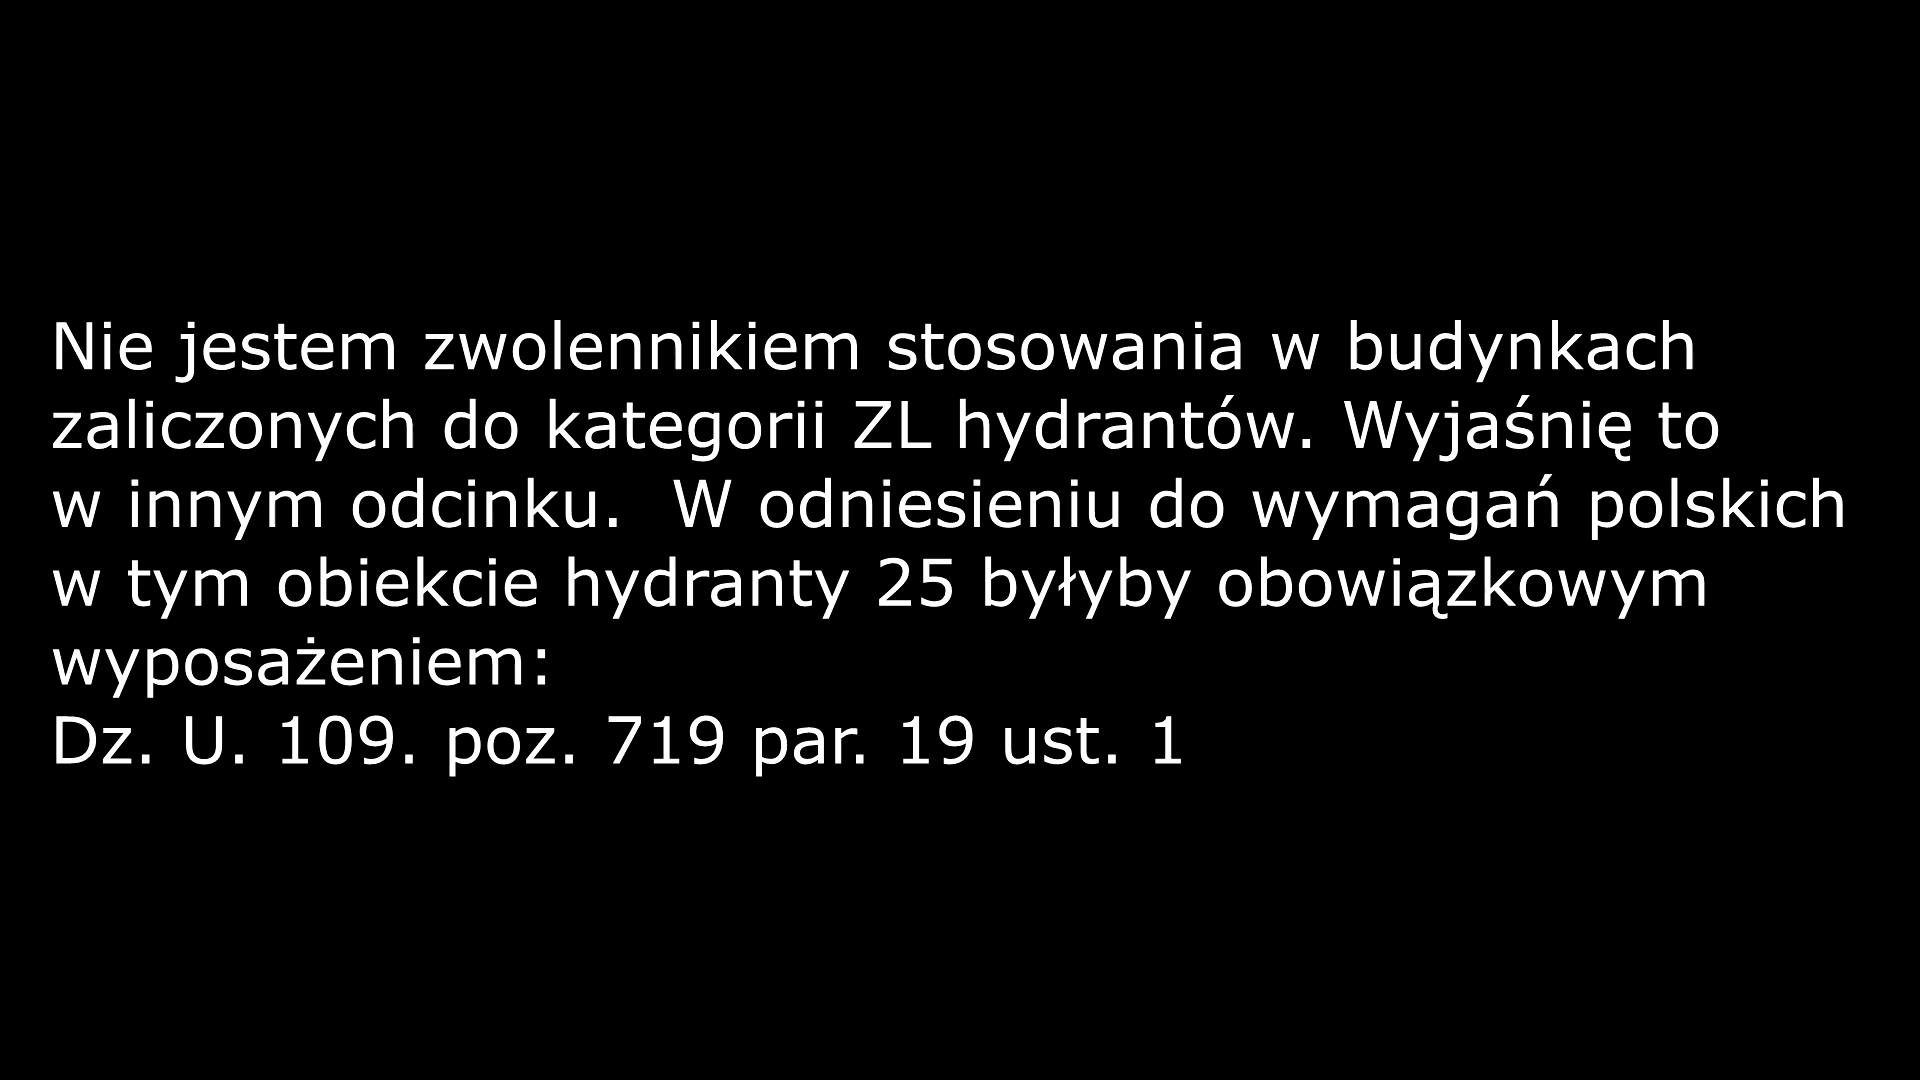 Nie jestem zwolennikiem stosowania w budynkach
zaliczonych do kategorii ZL hydrantów. Wyjaśnię to
w innym odcinku.  W odniesieniu do wymagań polskich
w tym obiekcie hydranty 25 byłyby obowiązkowym
wyposażeniem:
Dz. U. 109. poz. 719 par. 19 ust. 1